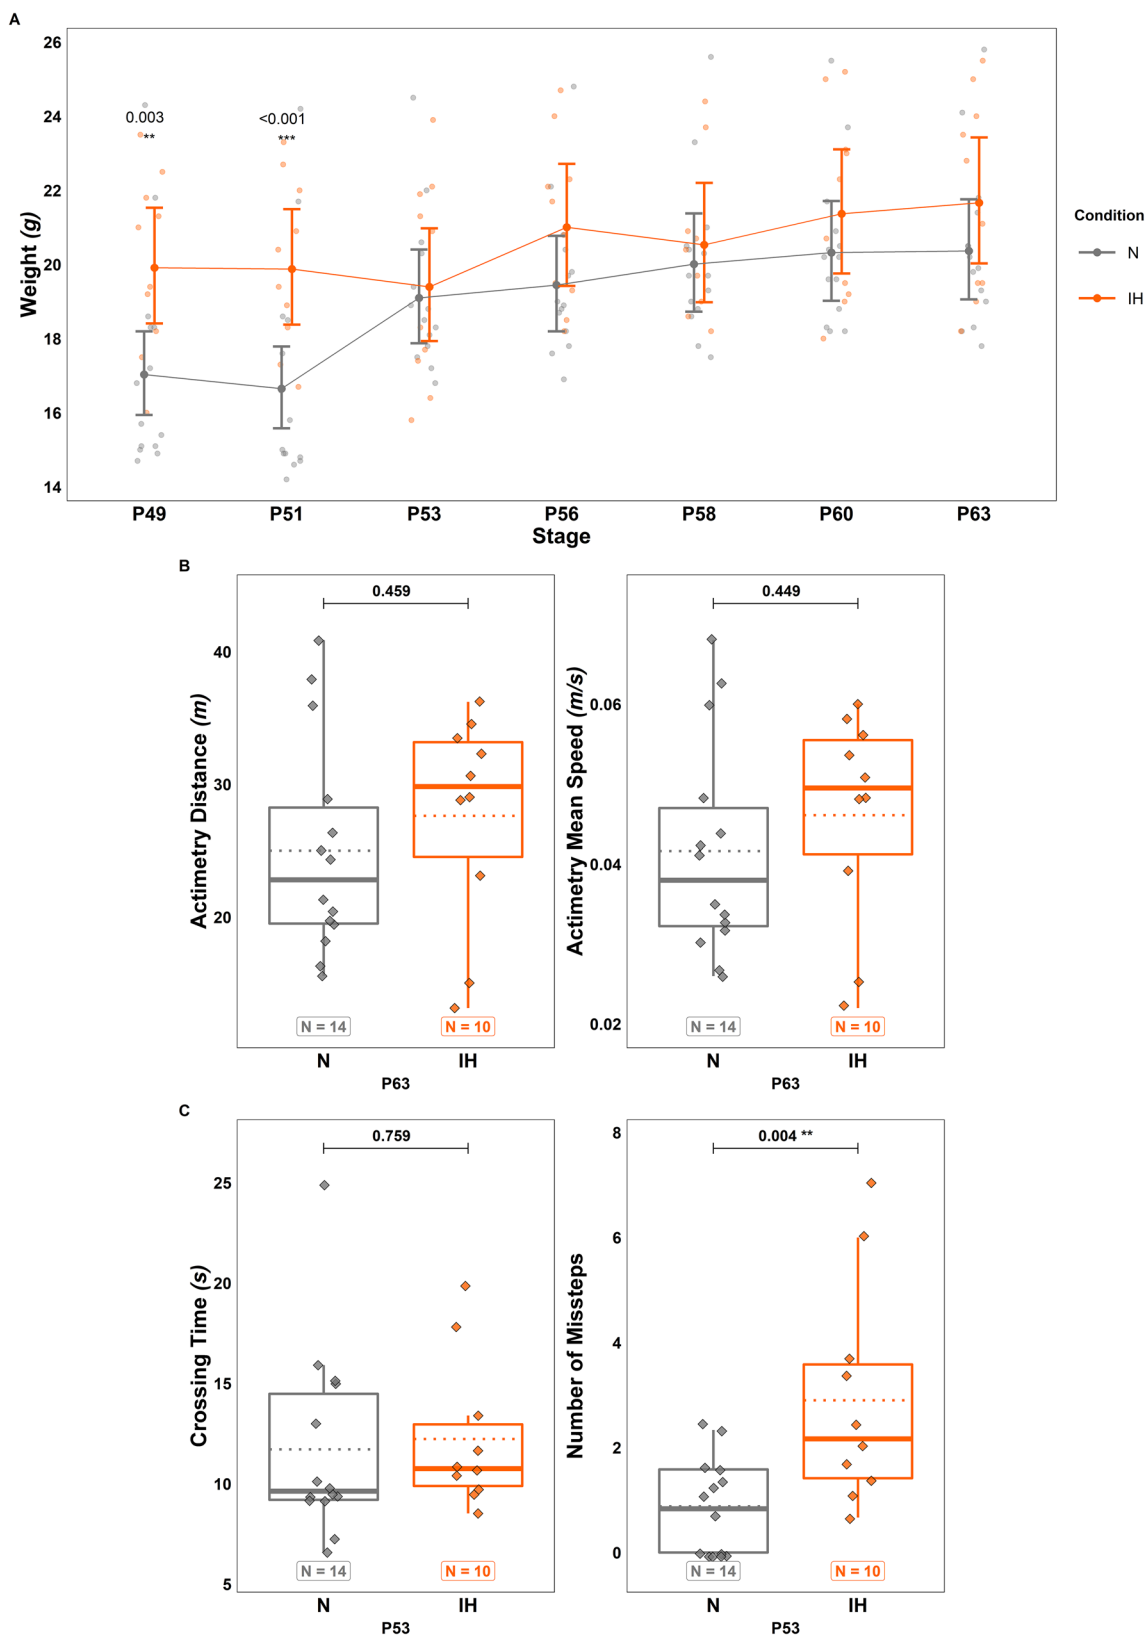 A
26
24
22
20
18
16
14
Weight (g)
0.003
**
<0.001
***
P49 P51 P53 P56 P58 P60 P63
Stage
Condition
N
IH
B
0.459
40
30
20
Actimetry Distance (m)
N = 14 N = 10
N IH
P63
0.449
0.06
0.04
0.02
Actimetry Mean Speed (m/s)
N = 14 N = 10
N IH
P63
C
0.759
25
20
15
10
5
Crossing Time (s)
N = 14 N = 10
N IH
P53
0.004 **
8
6
4
2
0
Number of Missteps
N = 14 N = 10
N IH
P53